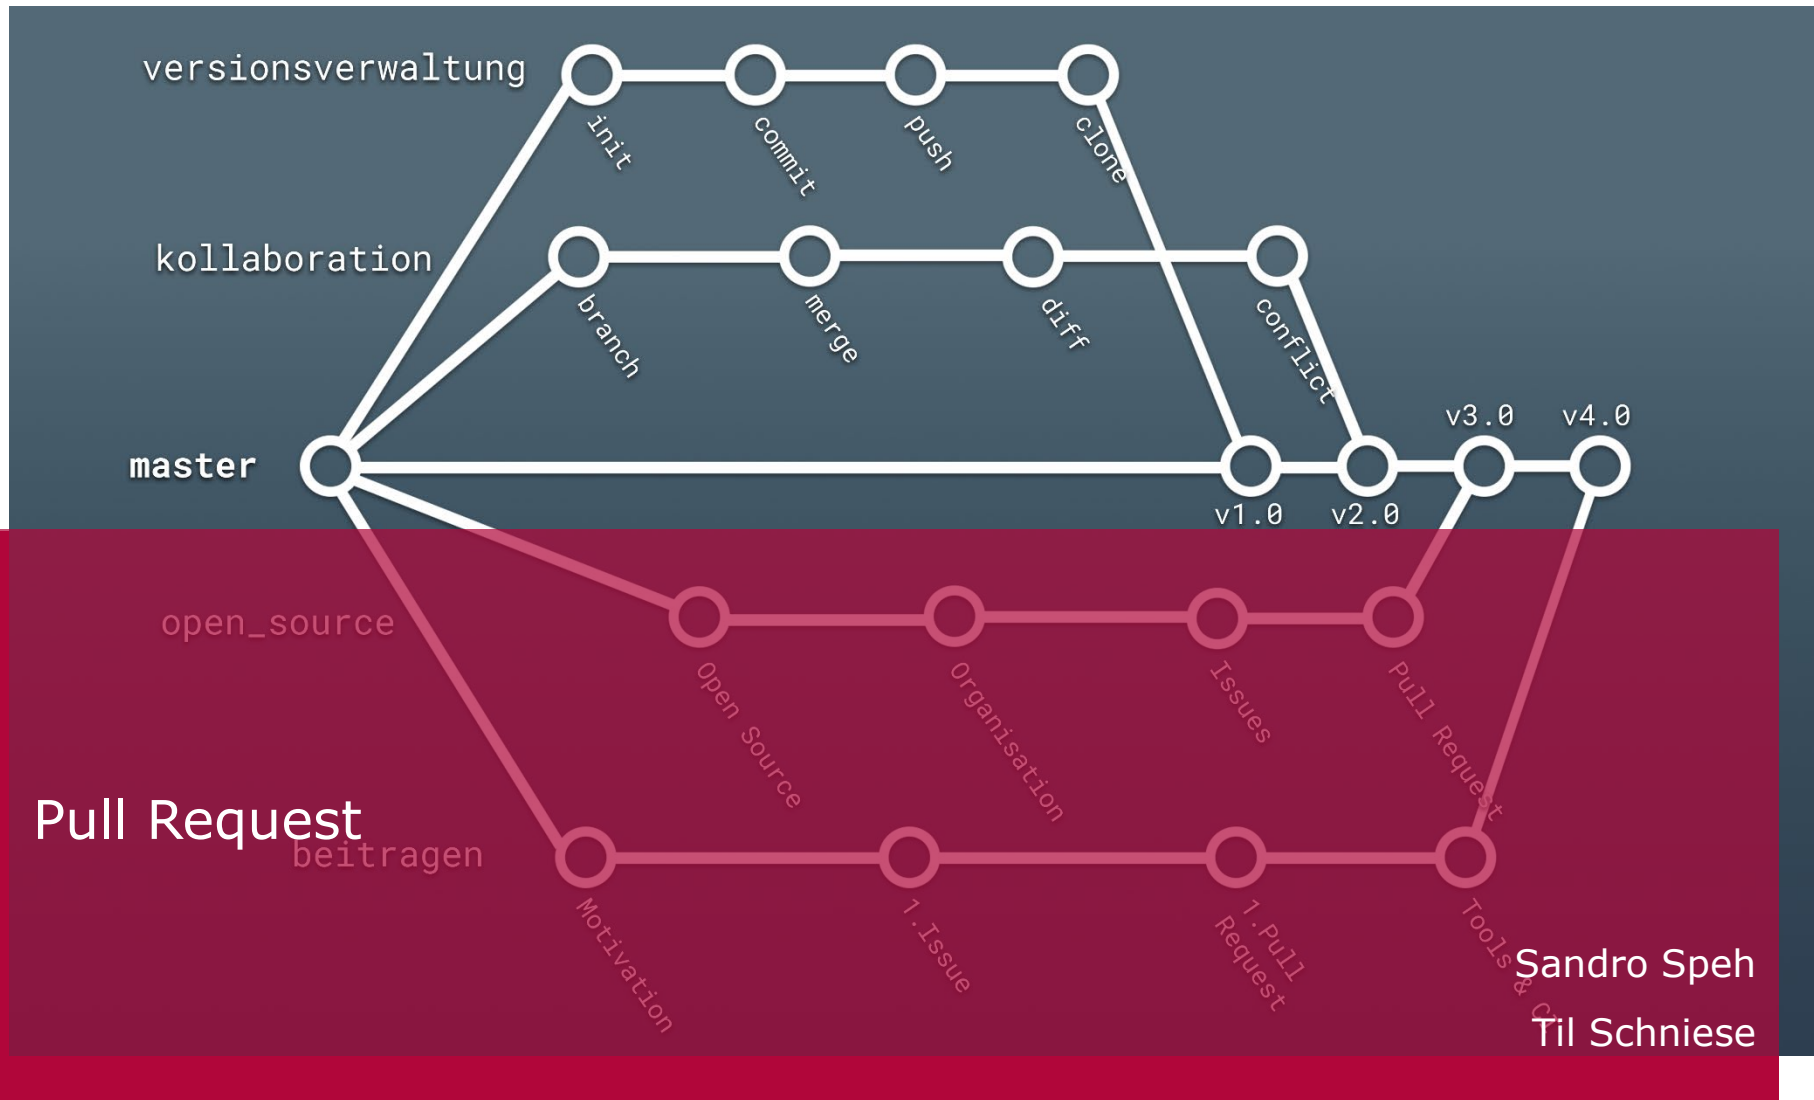 versionsverwaltung
init
commit
push
clone
kollaboration
branch
merge
diff
conflict
master
v1.0
v2.0
v3.0
v4.0
open_source
Open Source
Organisation
Issues
Pull Request
Pull Request
beitragen
Motivation
1.Issue
1.Pull
Request
Tools &
Sandro Speh
Til Schniese